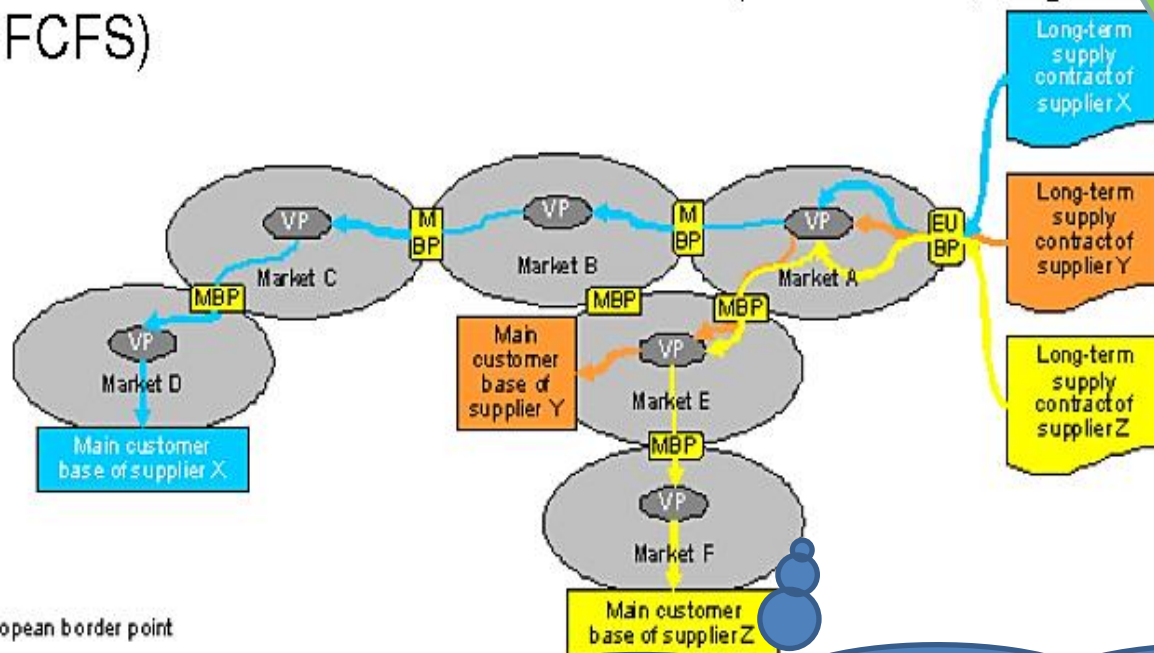 FCFS)
Long-term
supply
contract of
supplier X
Long-term
supply
contract of
supplier Y
Long-term
supply
contract of
supplier Z
VP
Market C
M
BP
VP
Market B
M
BP
VP
Market A
EU
BP
MBP
MBP
MBP
VP
Market D
Main customer
base of supplier X
Main
customer
base of
supplier Y
VP
Market E
MBP
VP
Market F
Main customer
base of supplier Z
opean border point